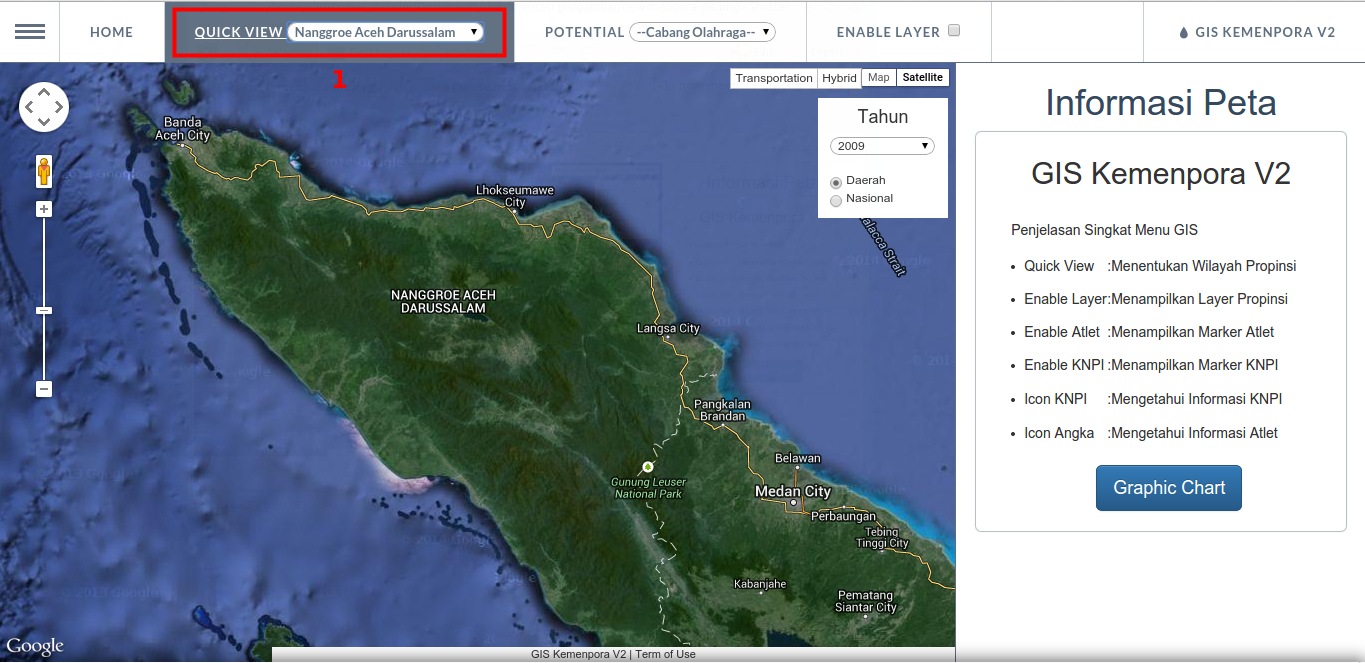 HOME
QUICK VIEW Nanggroe Aceh Darussalam
POTENTIAL --Cabang Olahraga--
ENABLE LAYER
GIS KEMENPORA V2
1
Transportation Hybrid Map Satellite
Tahun
2009
Daerah
Nasional
Banda
Aceh City
Lhokseumawe
City
NANGGROE ACEH
DARUSSALAM
Langsa City
Pangkalan
Brandan
Belawan
Gunung Leuser
National Park
Medan City
Perbaungan
Tebing
Tinggi City
Kabanjahe
Pematang
Siantar City
Strait
Google
GIS Kemenpora V2 | Term of Use
Informasi Peta
GIS Kemenpora V2
Penjelasan Singkat Menu GIS
• Quick View :Menentukan Wilayah Propinsi
• Enable Layer:Menampilkan Layer Propinsi
• Enable Atlet :Menampilkan Marker Atlet
• Enable KNPI :Menampilkan Marker KNPI
• Icon KNPI :Mengetahui Informasi KNPI
• Icon Angka :Mengetahui Informasi Atlet
Graphic Chart